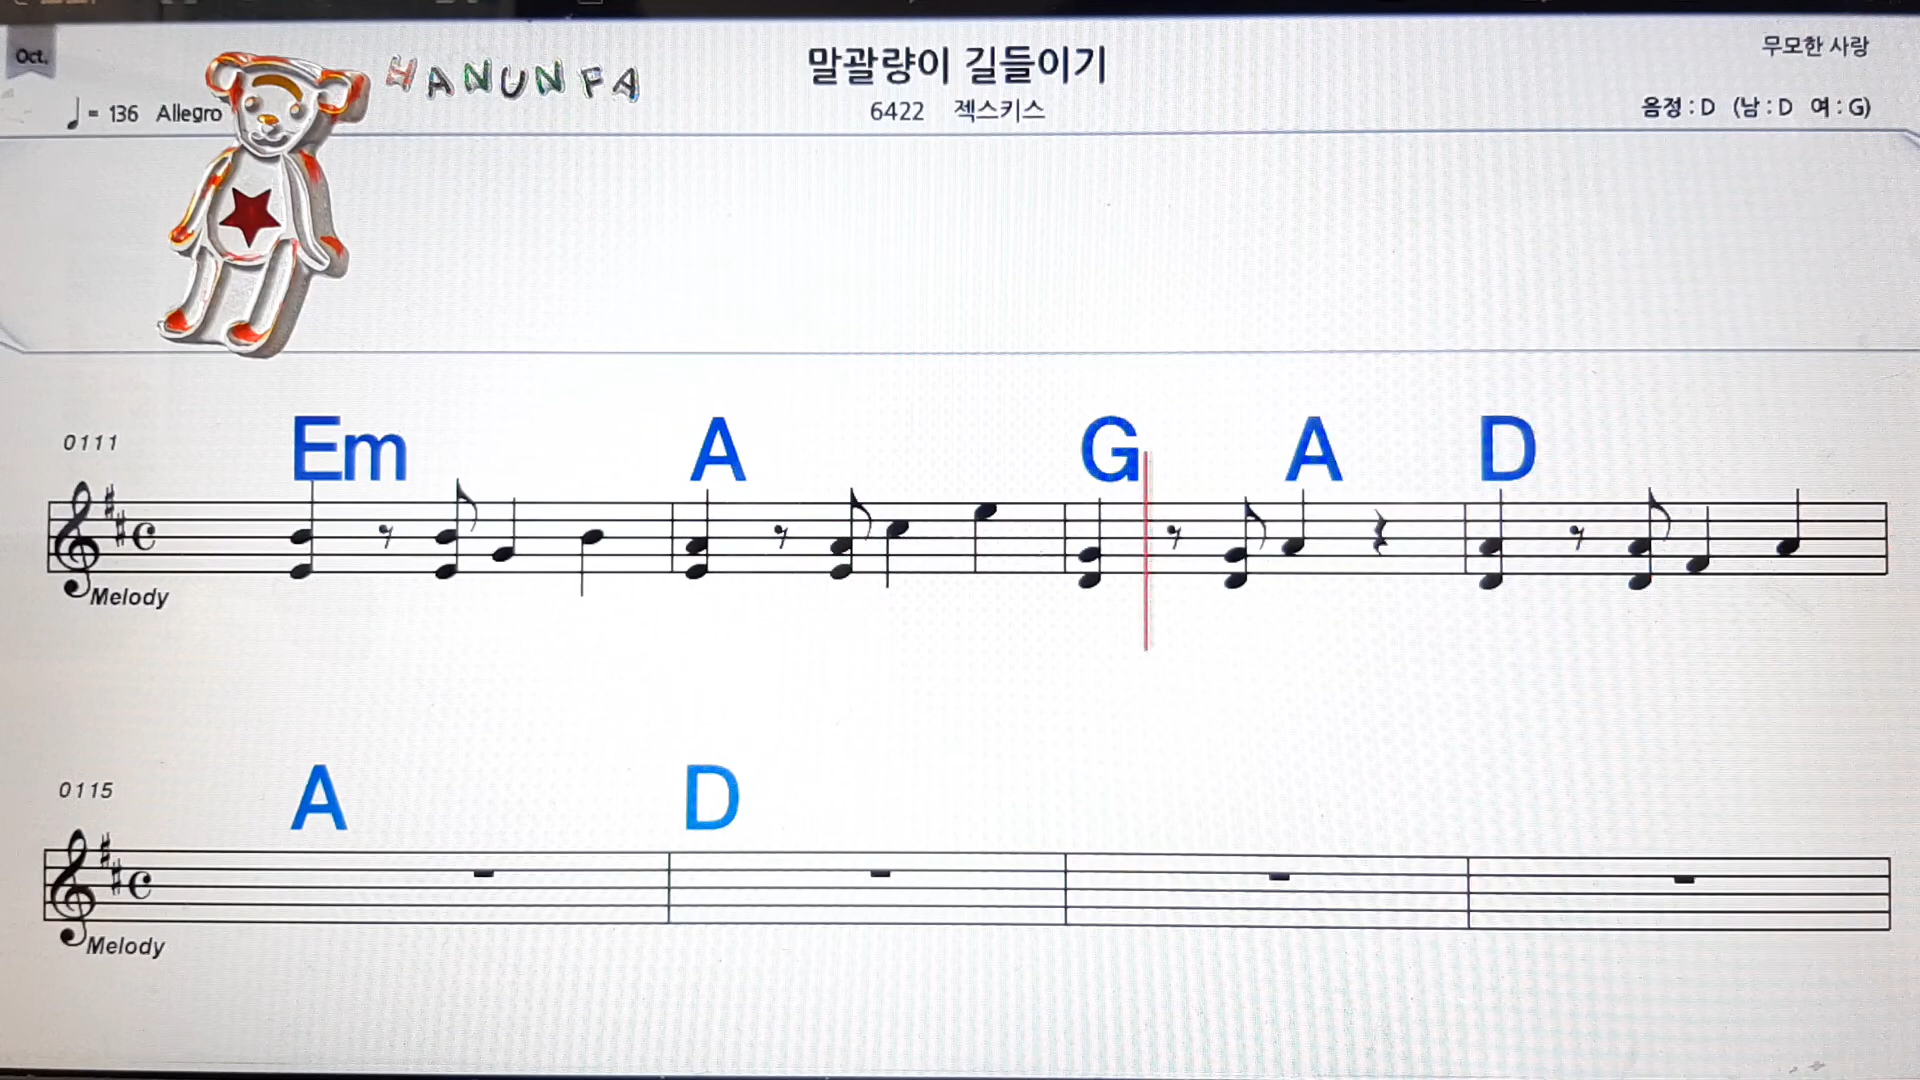 Oct.
HANUNFA
말괄량이 길들이기
무모한 사랑
♩= 136 Allegro
6422 젝스키스
음정 : D (남 : D 여 : G)
Em A G A D
0111
Melody
A D
0115
Melody